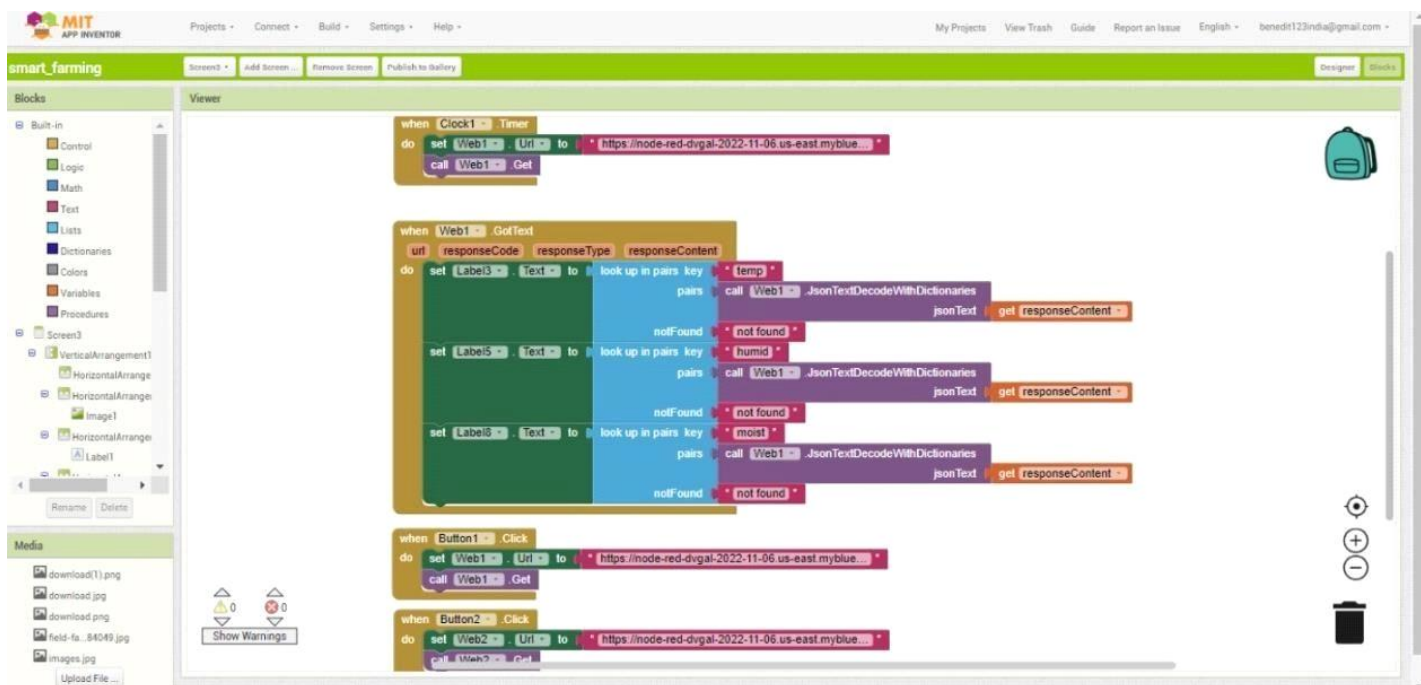 MIT
APP INVENTOR
Projects Connect Build Settings Help My Projects View Trash Guide Report an Issue English benedit123india@gmail.com
smart_farming Screen3 Add Screen ... Remove Screen Publish to Gallery Designer Blocks
Blocks Viewer
Built-in
Control
Logic
Math
Text
Lists
Dictionaries
Colors
Variables
Procedures
Screen3
VerticalArrangement1
HorizontalArrange
HorizontalArrange
Image1
HorizontalArrange
Label1
Rename Delete
Media
download(1).png
download.jpg
download.png
field-fa...84049.jpg
images.jpg
Upload File ...
when Clock1 .Timer
do set Web1 . Url to " https://node-red-dvgal-2022-11-06.us-east.myblue... "
call Web1 .Get
when Web1 .GotText
url responseCode responseType responseContent
do set Label3 . Text to look up in pairs key " temp "
pairs call Web1 .JsonTextDecodeWithDictionaries
jsonText get responseContent
notFound " not found "
set Label5 . Text to look up in pairs key " humid "
pairs call Web1 .JsonTextDecodeWithDictionaries
jsonText get responseContent
notFound " not found "
set Label6 . Text to look up in pairs key " moist "
pairs call Web1 .JsonTextDecodeWithDictionaries
jsonText get responseContent
notFound " not found "
when Button1 .Click
do set Web1 . Url to " https://node-red-dvgal-2022-11-06.us-east.myblue... "
call Web1 .Get
when Button2 .Click
do set Web2 . Url to " https://node-red-dvgal-2022-11-06.us-east.myblue... "
call Web2 .Get
0 0
Show Warnings